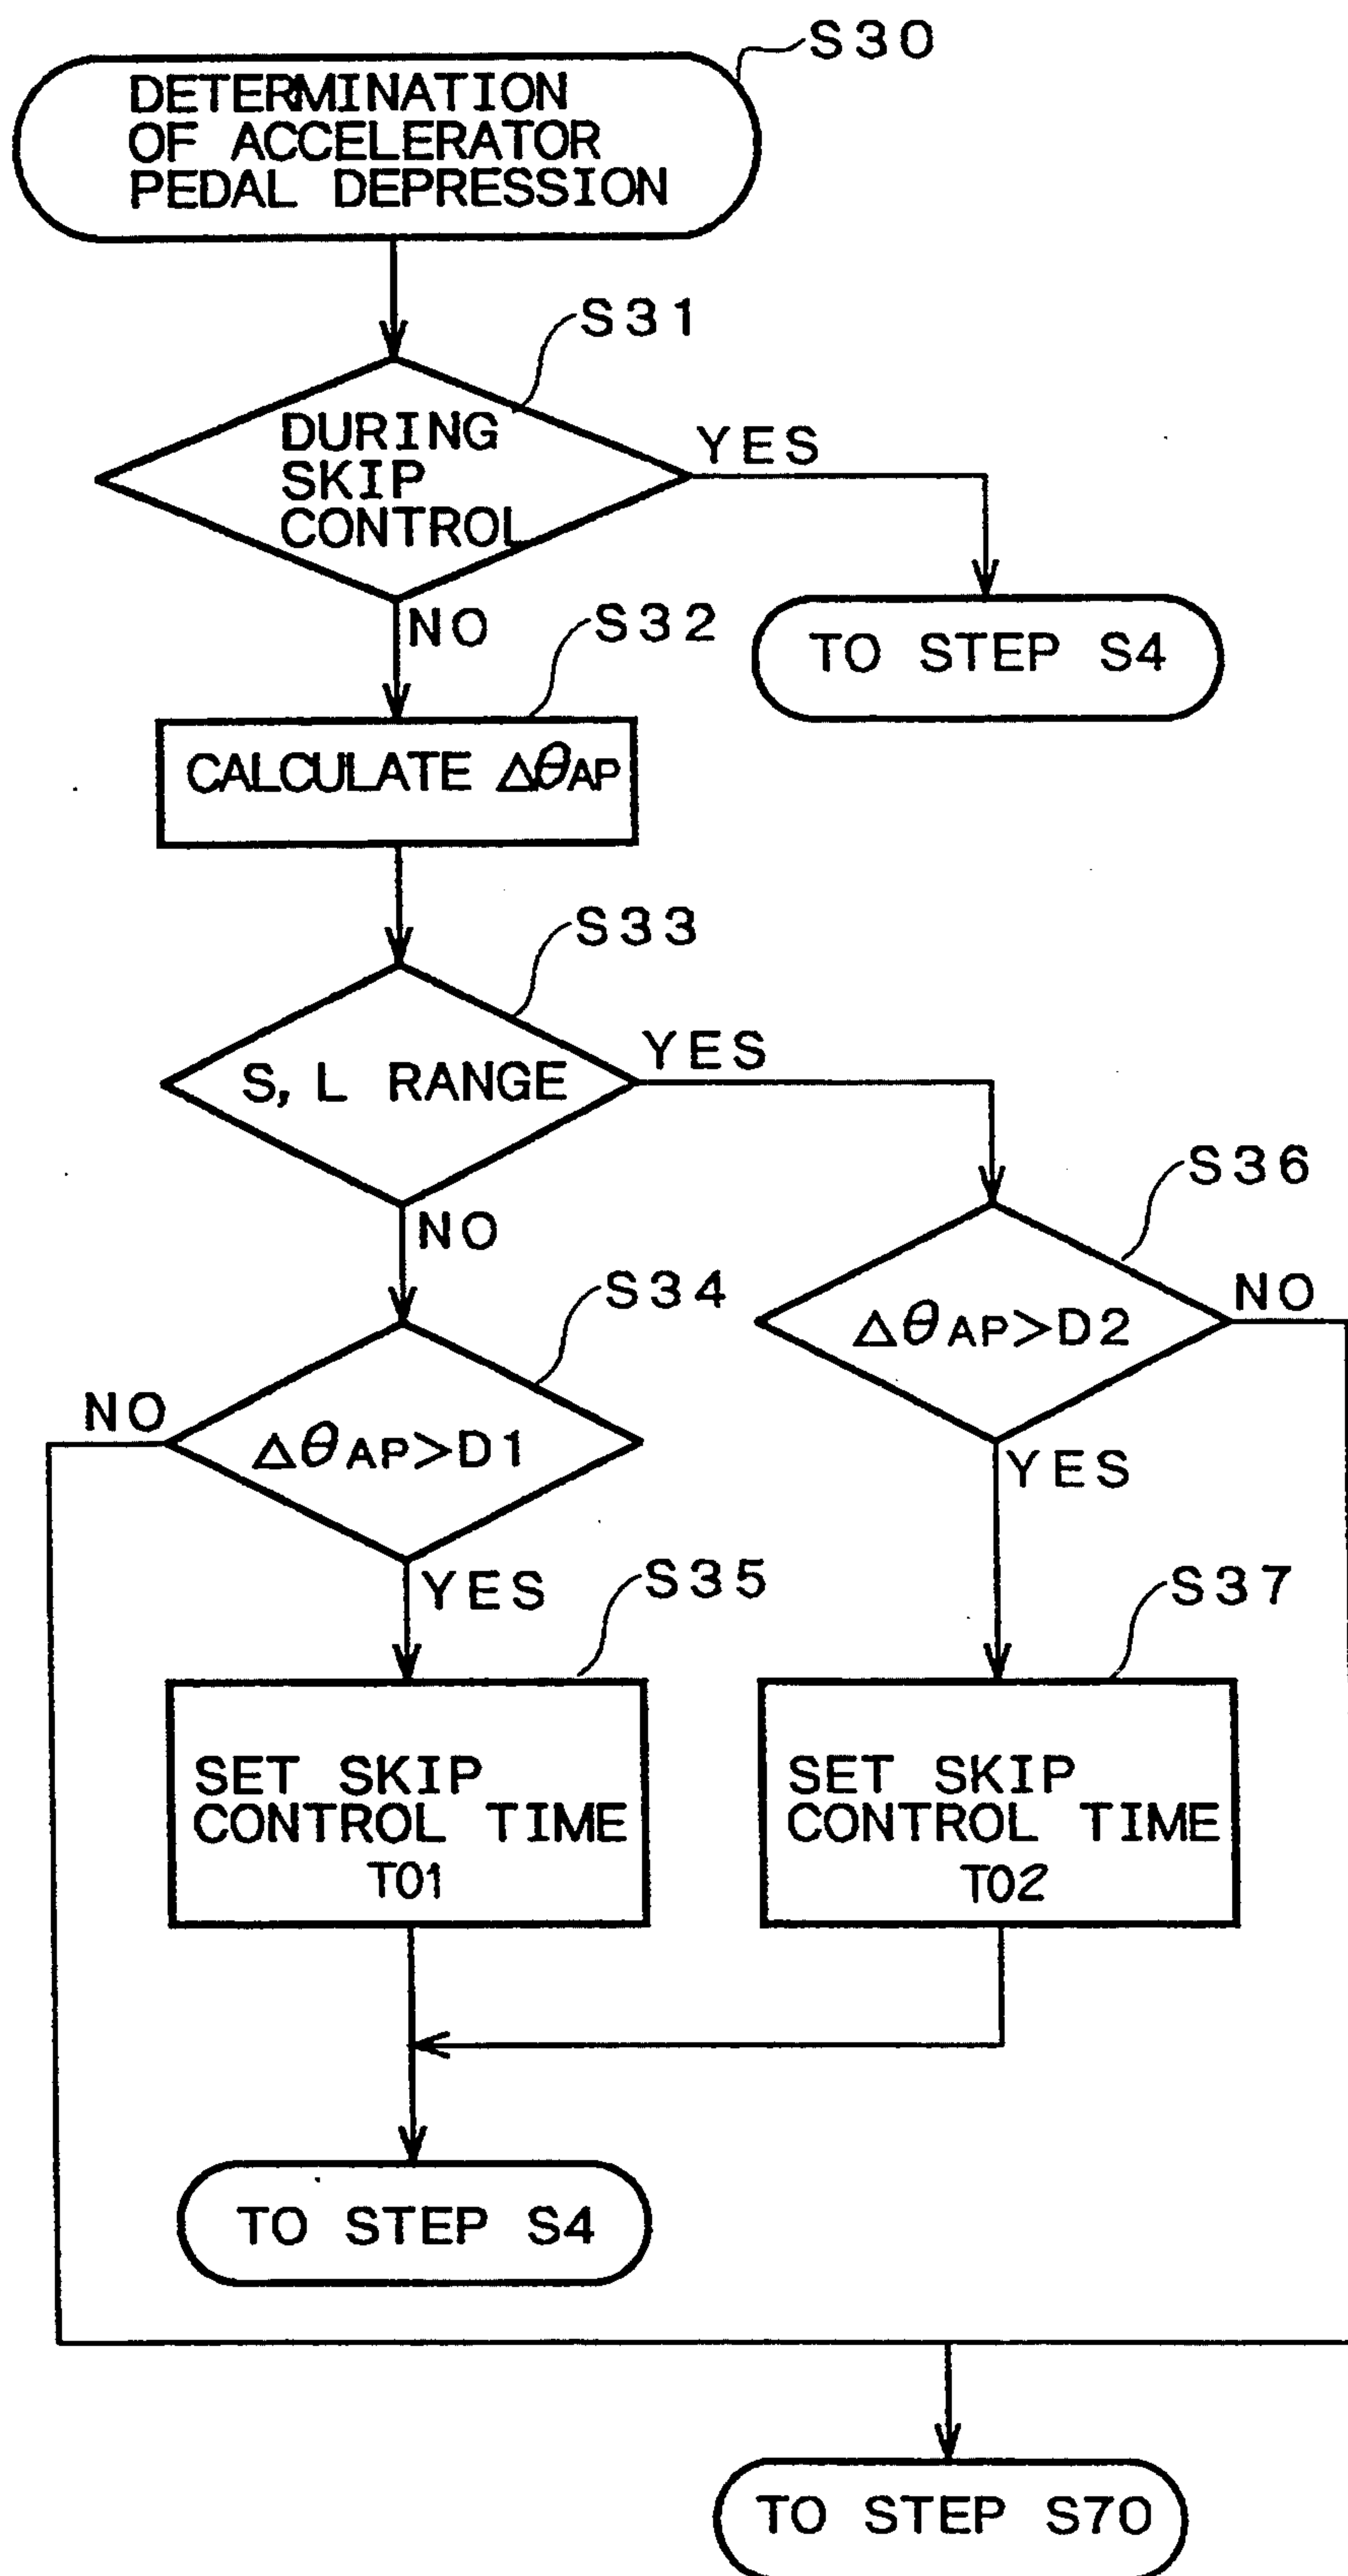 S30
DETERMINATION
OF ACCELERATOR
PEDAL DEPRESSION
S31
DURING
SKIP
CONTROL
YES
NO
TO STEP S4
S32
CALCULATE ΔθAP
S33
S, L RANGE
YES
NO
S36
ΔθAP>D2
NO
YES
S34
ΔθAP>D1
NO
YES
S35
SET SKIP
CONTROL TIME
T01
S37
SET SKIP
CONTROL TIME
T02
TO STEP S4
TO STEP S70